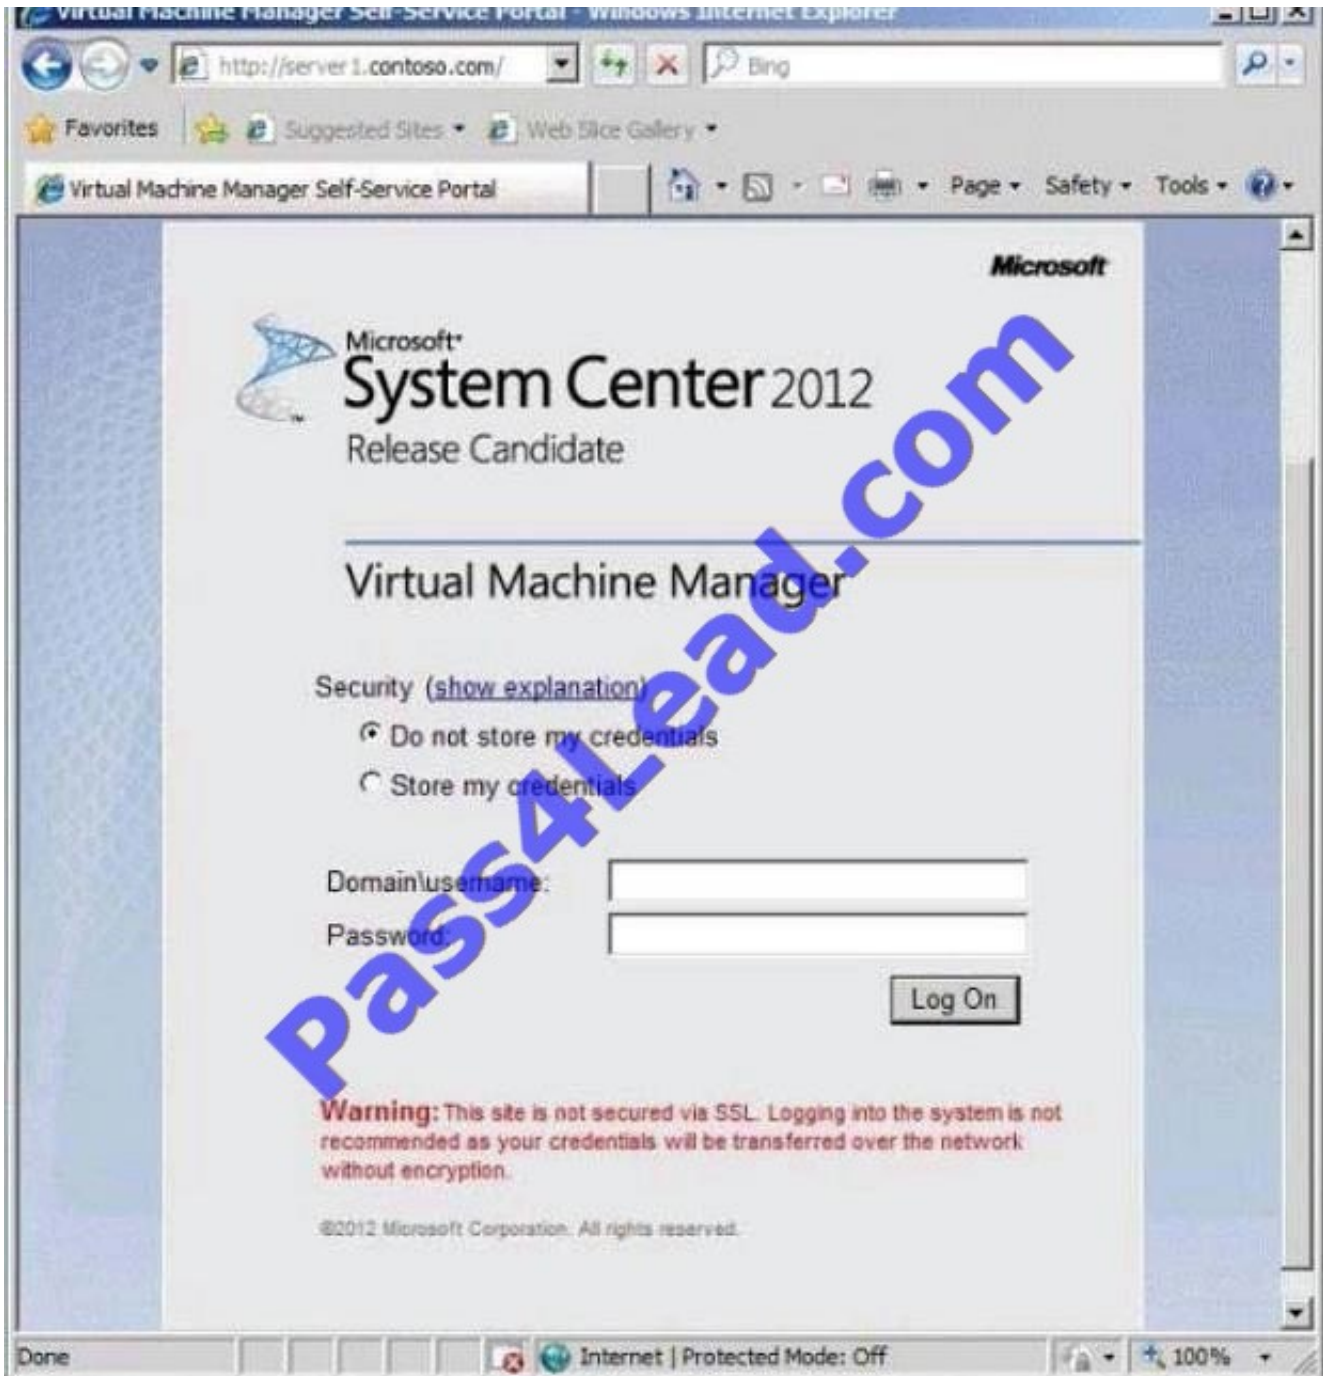 Virtual Machine Manager Self-Service Portal - Windows Internet Explorer
http://server1.contoso.com/
Bing
Favorites
Suggested Sites
Web Slice Gallery
Virtual Machine Manager Self-Service Portal
Page
Safety
Tools
Microsoft
Microsoft
System Center 2012
Release Candidate
Virtual Machine Manager
Security (show explanation)
Do not store my credentials
Store my credentials
Domain\username:
Password:
Log On
Pass4Lead.com
Warning: This site is not secured via SSL. Logging into the system is not
recommended as your credentials will be transferred over the network
without encryption.
©2012 Microsoft Corporation. All rights reserved.
Done
Internet | Protected Mode: Off
100%